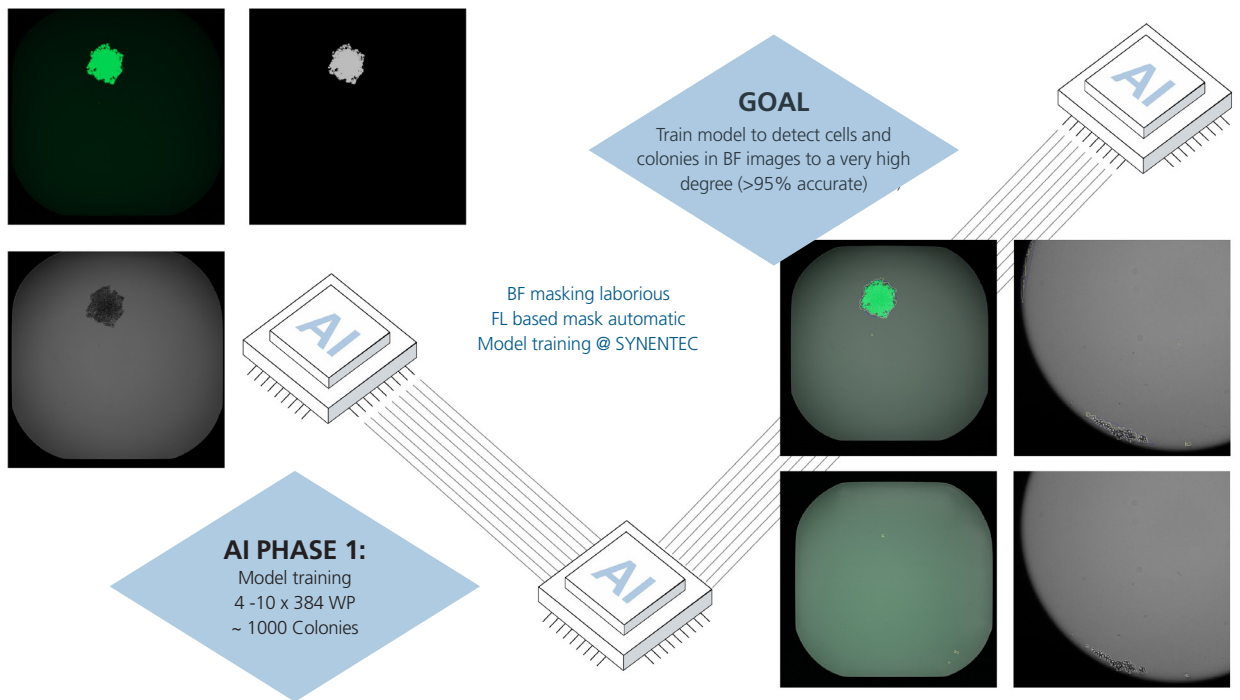 GOAL
Train model to detect cells and
colonies in BF images to a very high
degree (>95% accurate)
AI
BF masking laborious
FL based mask automatic
Model training @ SYNENTEC
AI
AI PHASE 1:
Model training
4 -10 x 384 WP
~ 1000 Colonies
AI